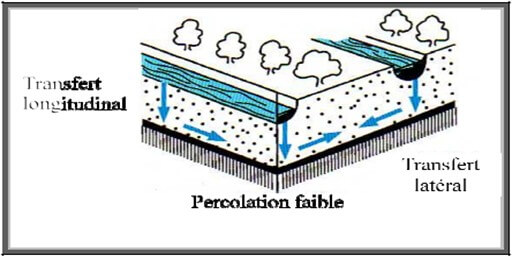 Transfert
longitudinal
Transfert
latéral
Percolation faible